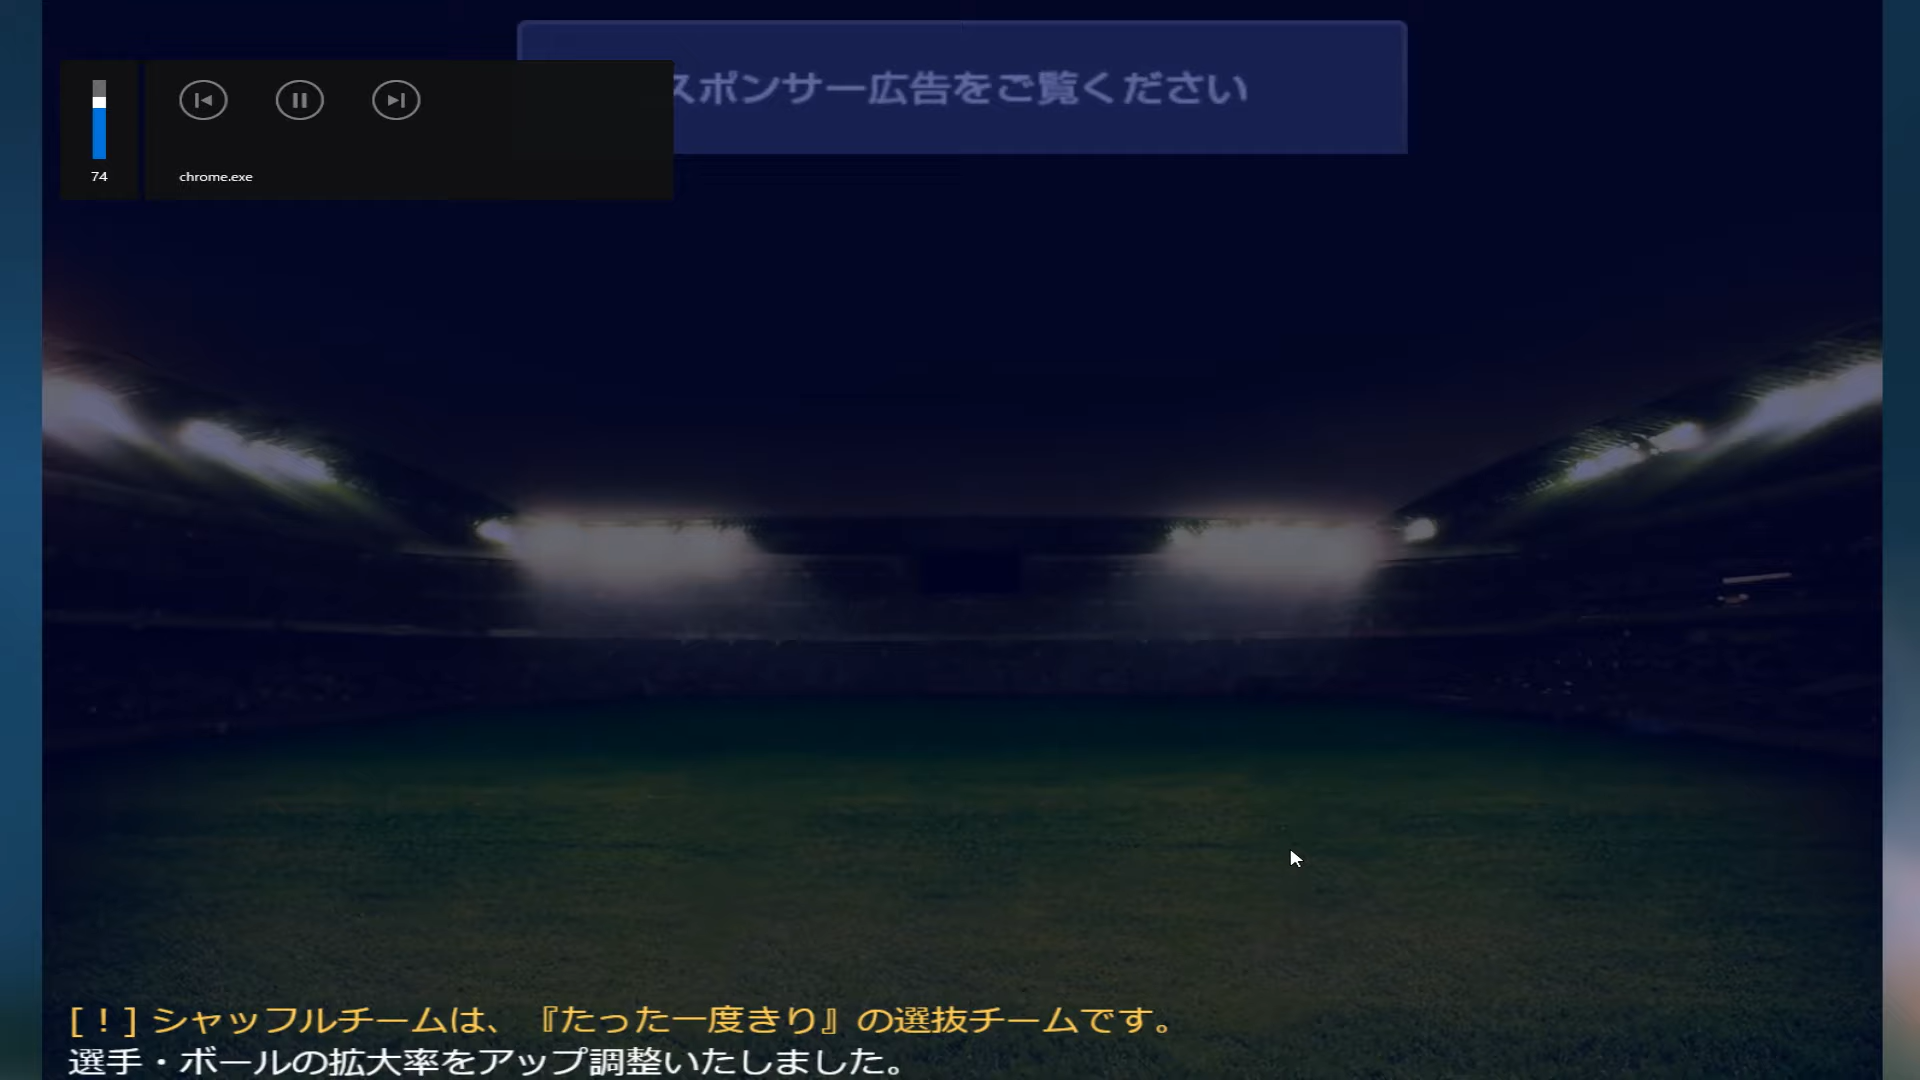 スポンサー広告をご覧ください
74
chrome.exe
[！] シャッフルチームは、『たった一度きり』の選抜チームです。
選手・ボールの拡大率をアップ調整いたしました。